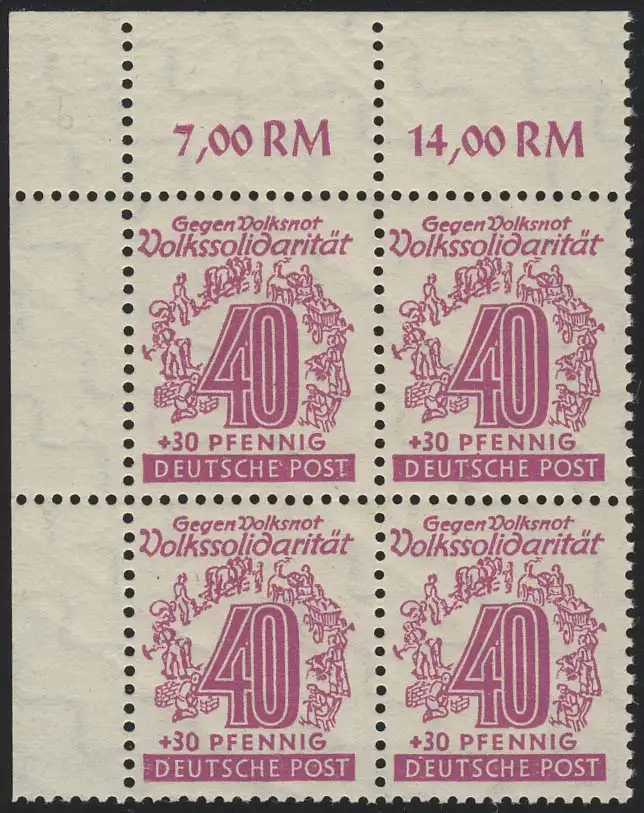 7,00 RM
14,00 RM
Gegen Volksnot
Volkssolidarität
40
+30 PFENNIG
DEUTSCHE POST
Gegen Volksnot
Volkssolidarität
40
+30 PFENNIG
DEUTSCHE POST
Gegen Volksnot
Volkssolidarität
40
+30 PFENNIG
DEUTSCHE POST
Gegen Volksnot
Volkssolidarität
40
+30 PFENNIG
DEUTSCHE POST